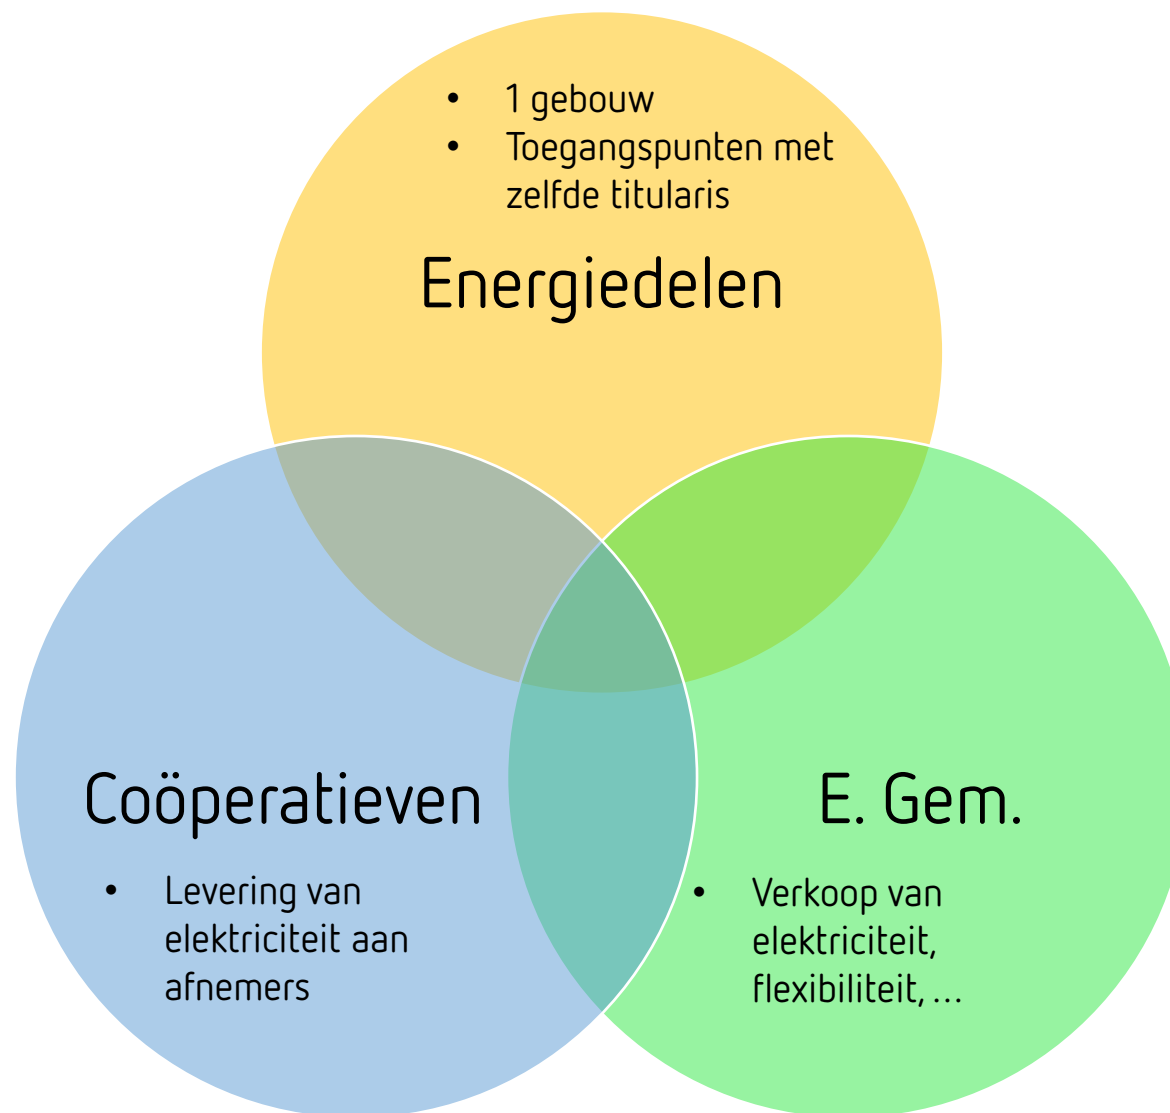 • 1 gebouw
• Toegangspunten met
zelfde titularis
Energiedelen
Coöperatieven
• Levering van
elektriciteit aan
afnemers
E. Gem.
• Verkoop van
elektriciteit,
flexibiliteit, ...